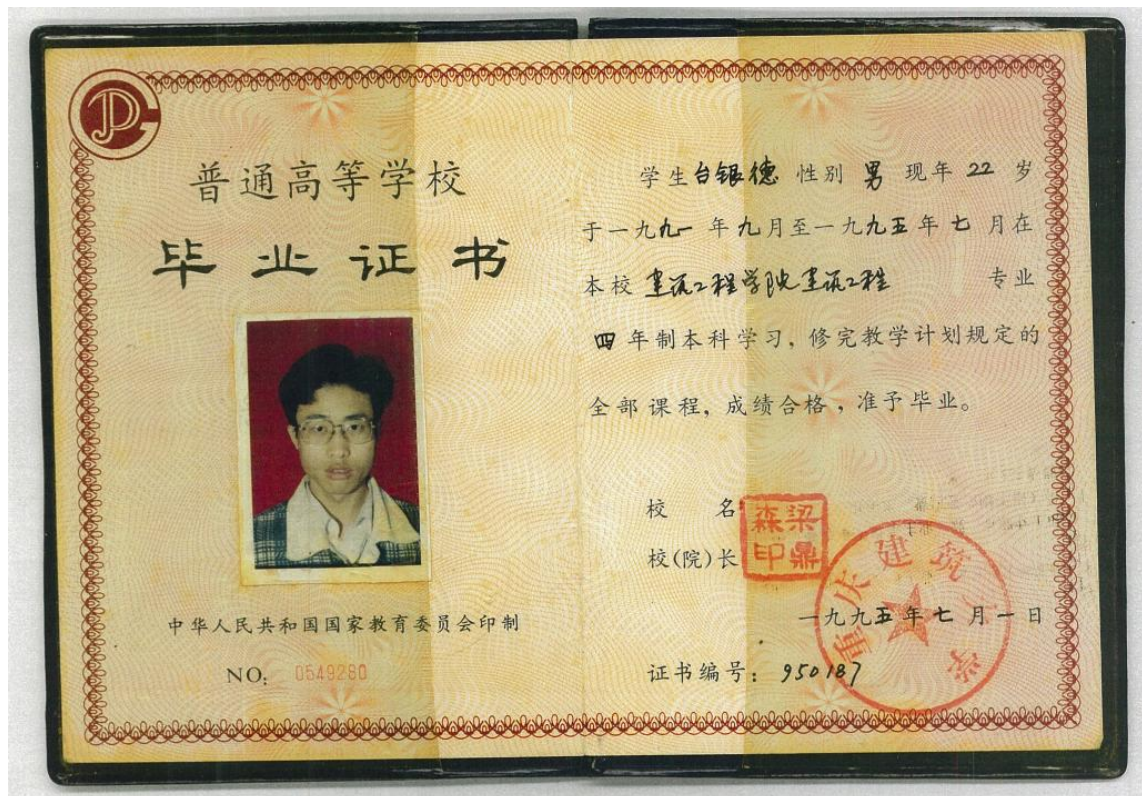 普通高等学校
毕业证书
中华人民共和国国家教育委员会印制
NO: 0549280
学生台银德 性别 男 现年 22 岁
于一九九一年九月至一九九五年七月在
本校 建筑工程学院建筑工程 专业
四年制本科学习，修完教学计划规定的
全部课程，成绩合格，准予毕业。
校 名
校(院)长
梁鼎森印
重庆建筑大学
一九九五年七月一日
证书编号：950187